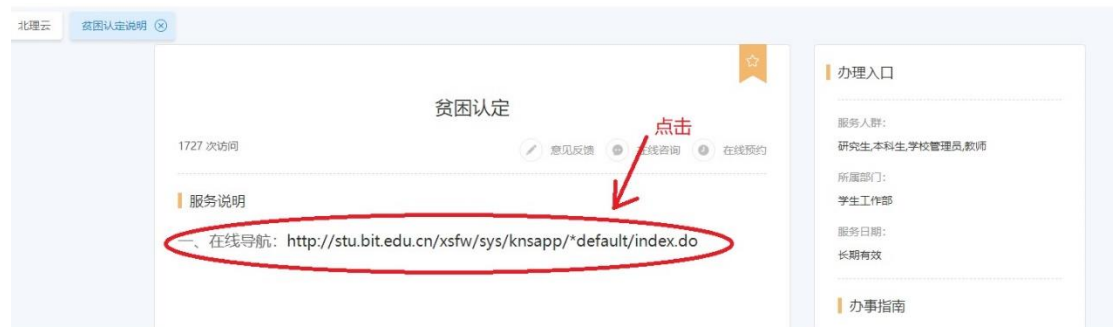 北理云
贫困认定说明
贫困认定
点击
1727 次访问
意见反馈
在线咨询
在线预约
服务说明
一、在线导航：http://stu.bit.edu.cn/xsfw/sys/knsapp/*default/index.do
办理入口
服务人群：
研究生,本科生,学校管理员,教师
所属部门：
学生工作部
服务日期：
长期有效
办事指南